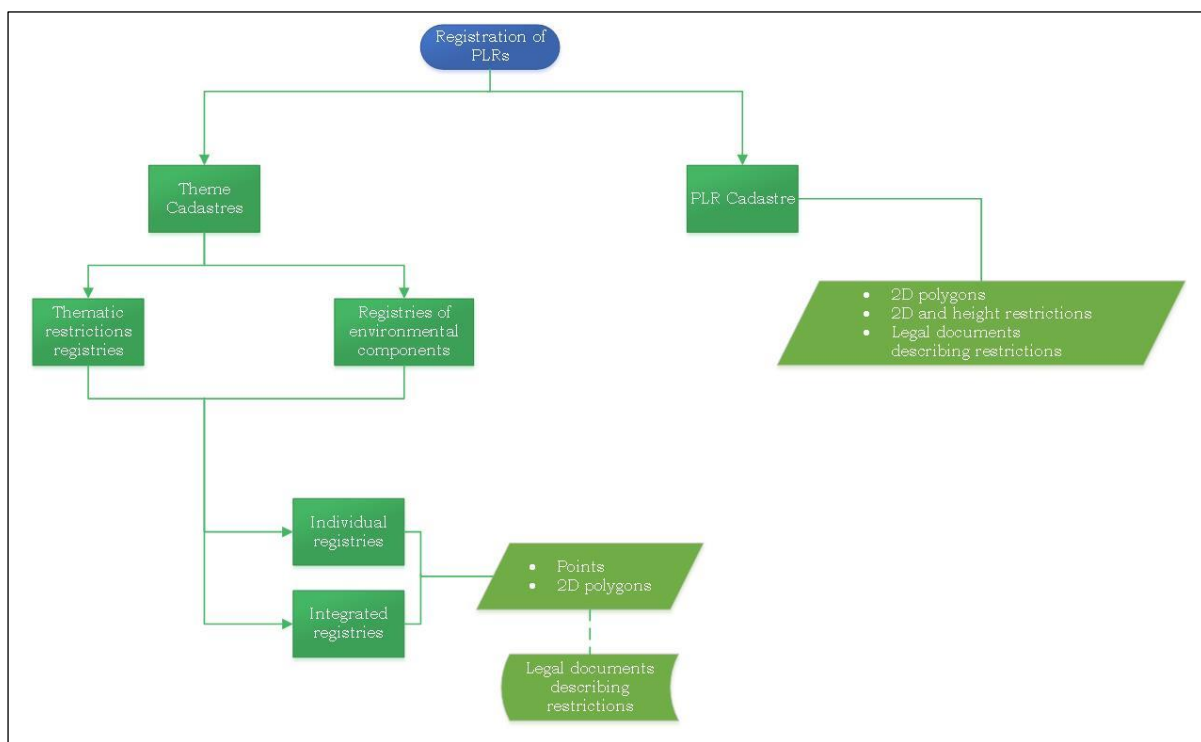 Registration of
PLRs
Theme
Cadastres
PLR Cadastre
Thematic
restrictions
registries
Registries of
environmental
components
• 2D polygons
• 2D and height restrictions
• Legal documents
describing restrictions
Individual
registries
Integrated
registries
• Points
• 2D polygons
Legal documents
describing
restrictions